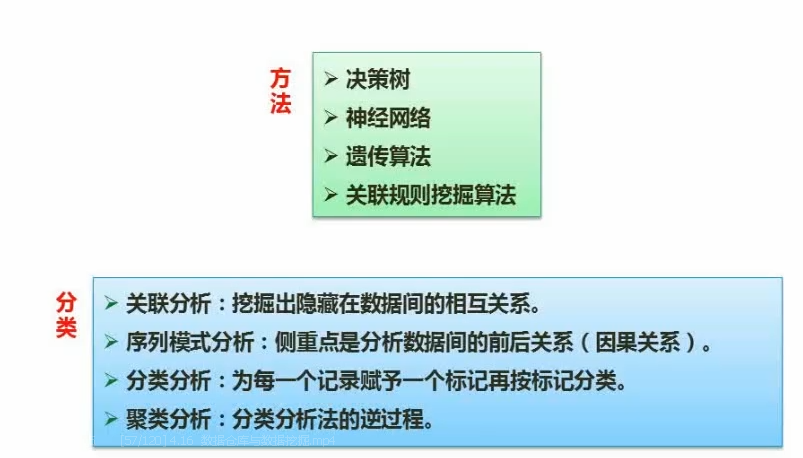 方法
决策树
神经网络
遗传算法
关联规则挖掘算法
分类
关联分析：挖掘出隐藏在数据间的相互关系。
序列模式分析：侧重点是分析数据间的前后关系（因果关系）。
分类分析：为每一个记录赋予一个标记再按标记分类。
聚类分析：分类分析法的逆过程。
[57/120] 4.16 数据仓库与数据挖掘.mp4